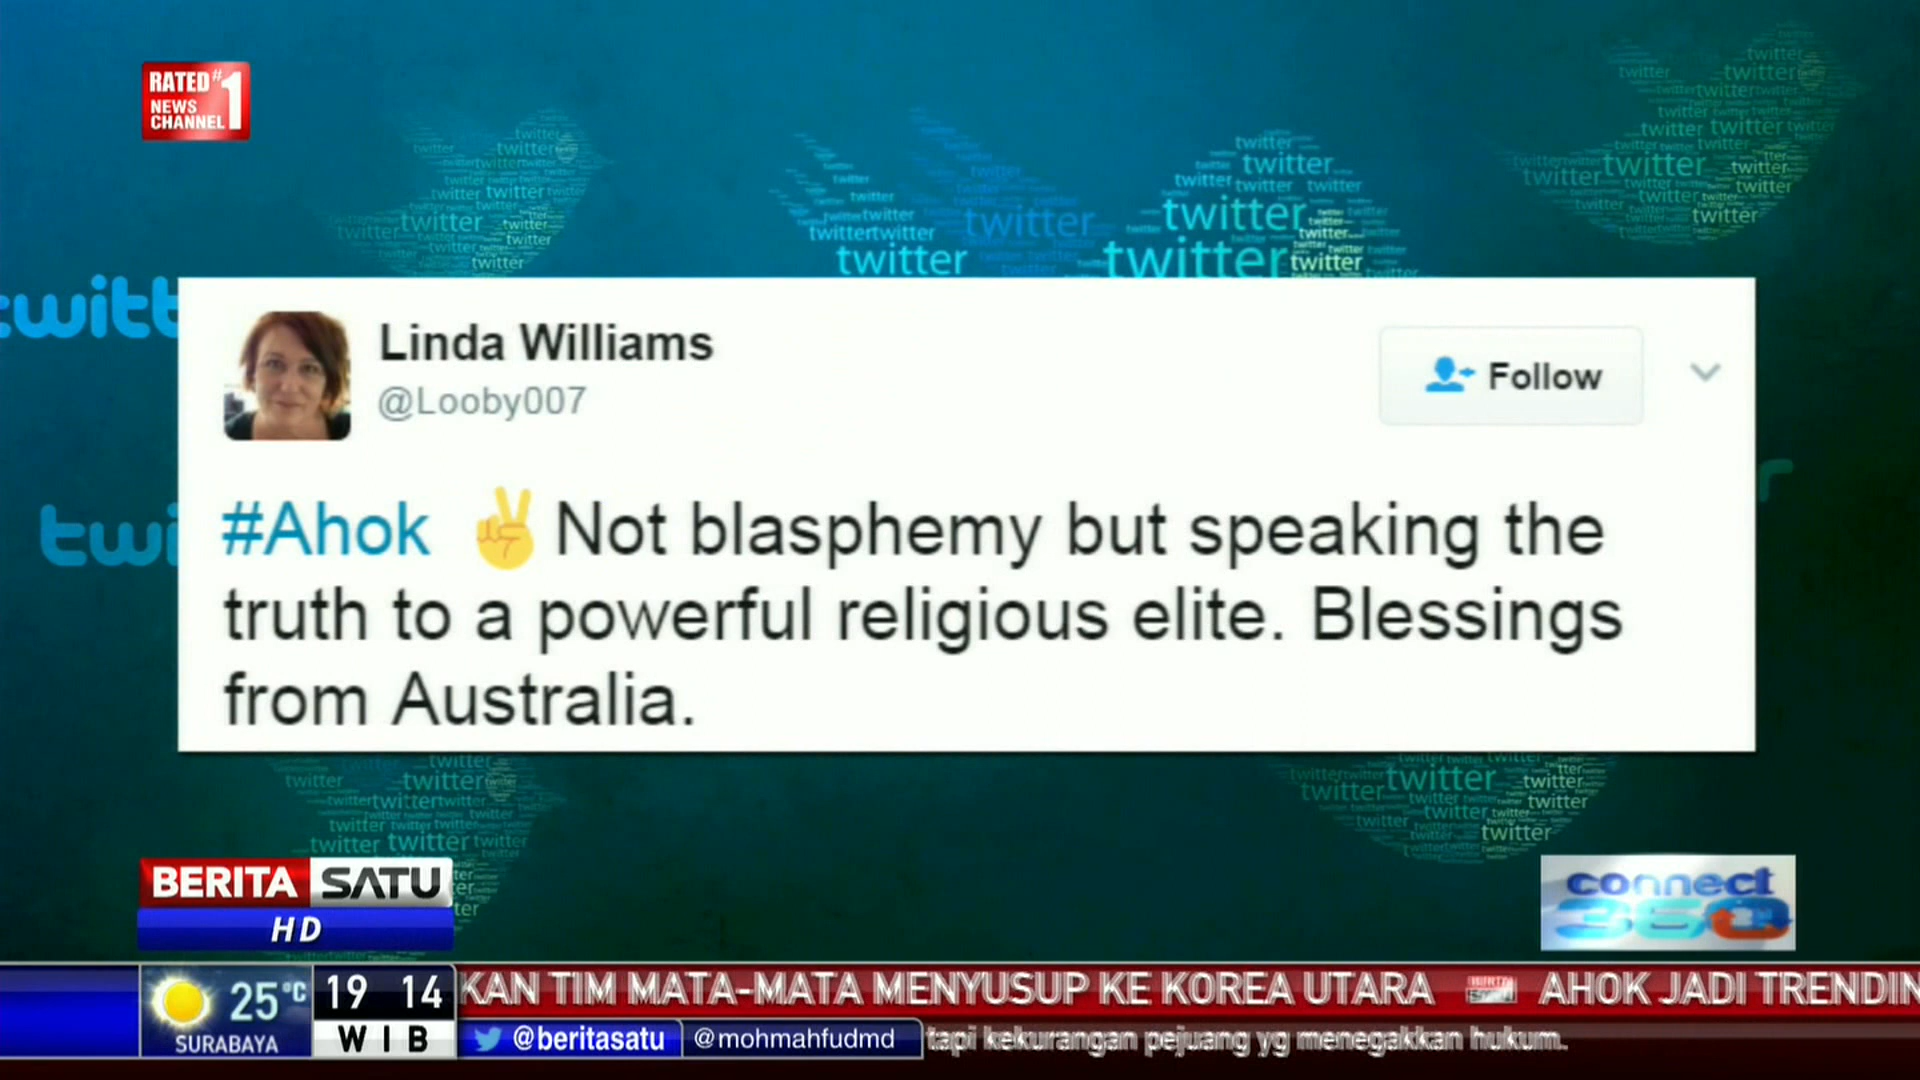 RATED #1
NEWS
CHANNEL
Linda Williams
@Looby007
Follow
#Ahok ✌ Not blasphemy but speaking the
truth to a powerful religious elite. Blessings
from Australia.
BERITA SATU
HD
connect
360
25°C
SURABAYA
19 14
WIB
KAN TIM MATA-MATA MENYUSUP KE KOREA UTARA
AHOK JADI TRENDIN
@beritasatu
@mohmahfudmd
tapi kekurangan pejuang yg menegakkan hukum.
twitter